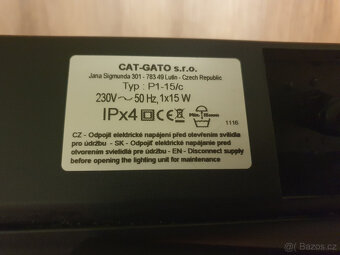 CAT-GATO s.r.o.
Jana Sigmunda 301 - 783 49 Lutín - Czech Republic
Typ : P1-15/c
230V~50 Hz, 1x15 W
IPx4 CE
1116
CZ - Odpojit elektrické napájení před otevřením svítidla
pro údržbu - SK - Odpojiť elektrické napájanie pred
otvorením svietidla pre údržbu - EN - Disconnect supply
before opening the lighting unit for maintenance
Bazos.cz